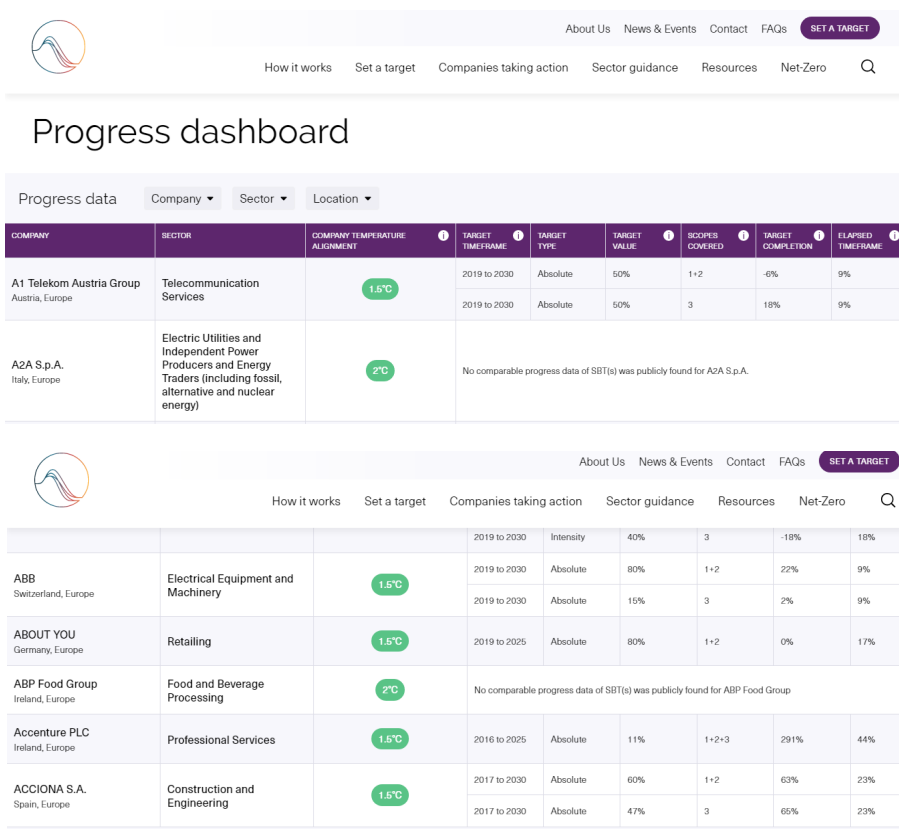 About Us News & Events Contact FAQs SET A TARGET
How it works Set a target Companies taking action Sector guidance Resources Net-Zero
Progress dashboard
Progress data Company Sector Location
COMPANY SECTOR COMPANY TEMPERATURE ALIGNMENT TARGET TIMEFRAME TARGET TYPE TARGET VALUE SCOPES COVERED TARGET COMPLETION ELAPSED TIMEFRAME
A1 Telekom Austria Group
Austria, Europe
Telecommunication
Services
1.5°C
2019 to 2030 Absolute 50% 1+2 -6% 9%
2019 to 2030 Absolute 50% 3 18% 9%
A2A S.p.A.
Italy, Europe
Electric Utilities and
Independent Power
Producers and Energy
Traders (including fossil,
alternative and nuclear
energy)
2°C
No comparable progress data of SBT(s) was publicly found for A2A S.p.A.
About Us News & Events Contact FAQs SET A TARGET
How it works Set a target Companies taking action Sector guidance Resources Net-Zero
2019 to 2030 Intensity 40% 3 -18% 18%
ABB
Switzerland, Europe
Electrical Equipment and
Machinery
1.5°C
2019 to 2030 Absolute 80% 1+2 22% 9%
2019 to 2030 Absolute 15% 3 2% 9%
ABOUT YOU
Germany, Europe
Retailing
1.5°C
2019 to 2025 Absolute 80% 1+2 0% 17%
ABP Food Group
Ireland, Europe
Food and Beverage
Processing
2°C
No comparable progress data of SBT(s) was publicly found for ABP Food Group
Accenture PLC
Ireland, Europe
Professional Services
1.5°C
2016 to 2025 Absolute 11% 1+2+3 291% 44%
ACCIONA S.A.
Spain, Europe
Construction and
Engineering
1.5°C
2017 to 2030 Absolute 60% 1+2 63% 23%
2017 to 2030 Absolute 47% 3 65% 23%